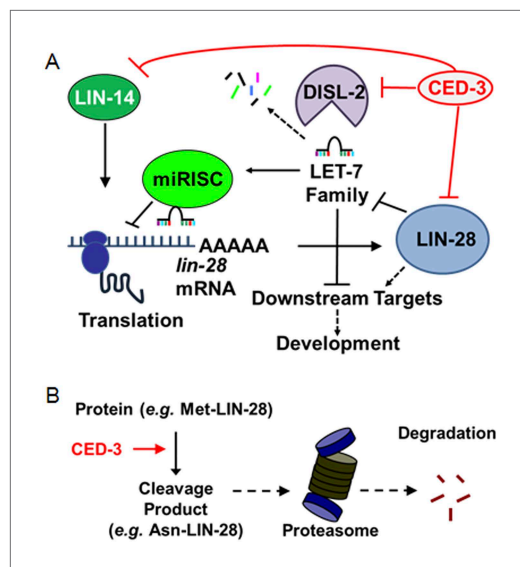 A
LIN-14
DISL-2
CED-3
LET-7
Family
miRISC
LIN-28
AAAAA
lin-28
mRNA
Translation
Downstream Targets
Development
B
Protein (e.g. Met-LIN-28)
CED-3
Cleavage
Product
(e.g. Asn-LIN-28)
Proteasome
Degradation